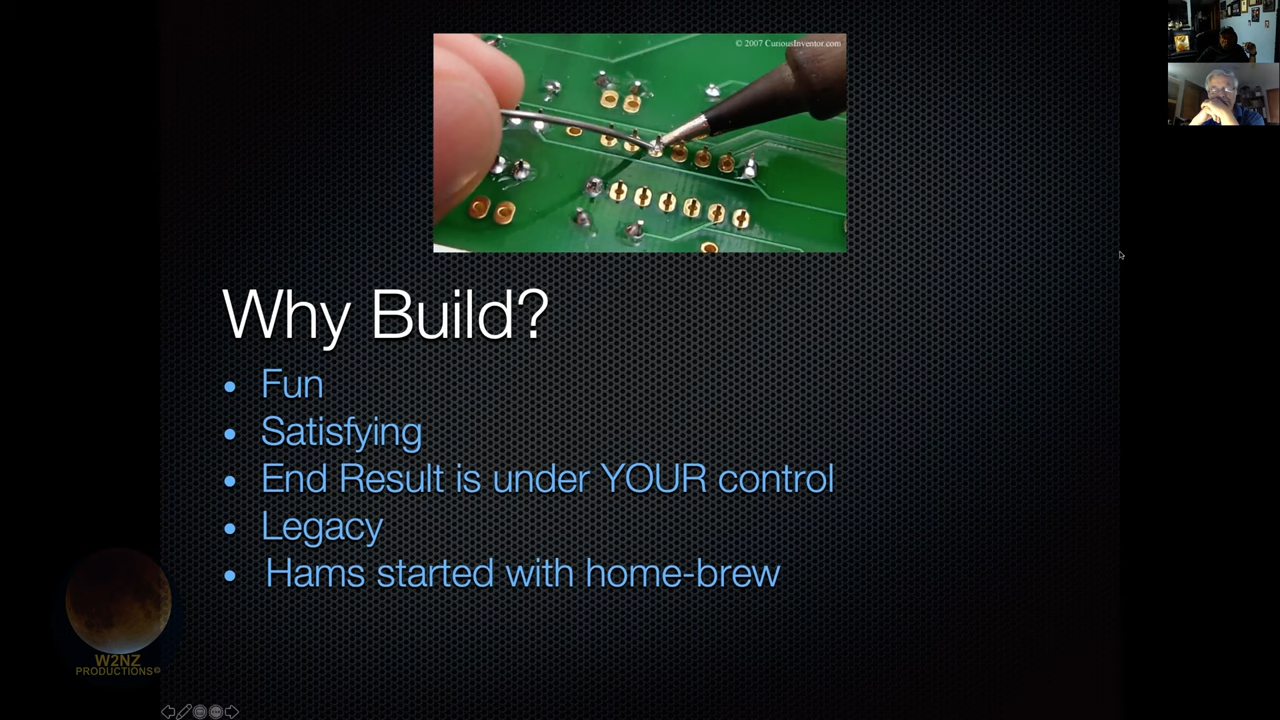 © 2007 CuriousInventor.com
Why Build?
• Fun
• Satisfying
• End Result is under YOUR control
• Legacy
• Hams started with home-brew
W2NZ
PRODUCTIONS©